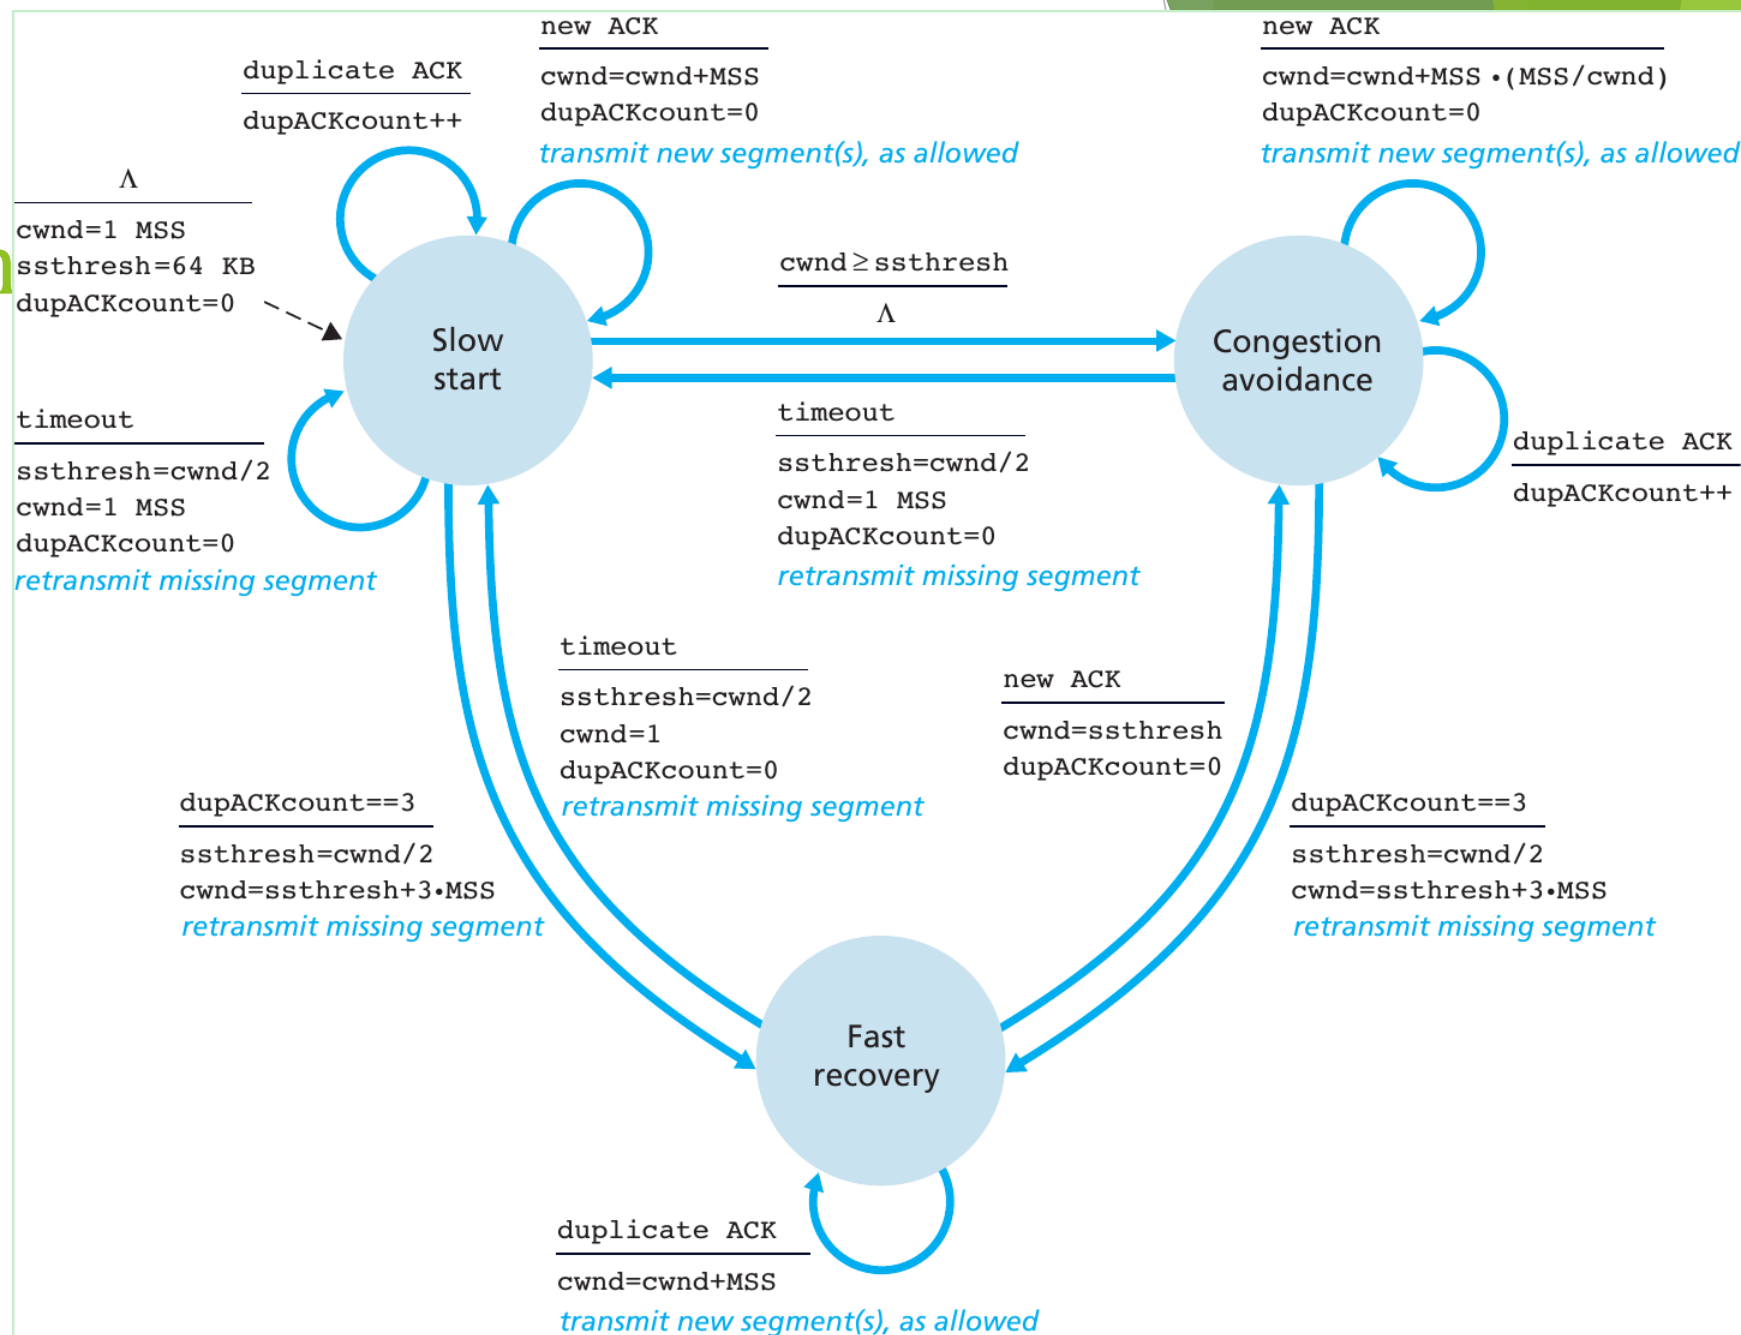 duplicate ACK
dupACKcount++
new ACK
cwnd=cwnd+MSS
dupACKcount=0
transmit new segment(s), as allowed
new ACK
cwnd=cwnd+MSS •(MSS/cwnd)
dupACKcount=0
transmit new segment(s), as allowed
Λ
cwnd=1 MSS
ssthresh=64 KB
dupACKcount=0
Slow
start
cwnd≥ssthresh
Λ
Congestion
avoidance
timeout
ssthresh=cwnd/2
cwnd=1 MSS
dupACKcount=0
retransmit missing segment
timeout
ssthresh=cwnd/2
cwnd=1 MSS
dupACKcount=0
retransmit missing segment
duplicate ACK
dupACKcount++
timeout
ssthresh=cwnd/2
cwnd=1
dupACKcount=0
retransmit missing segment
new ACK
cwnd=ssthresh
dupACKcount=0
dupACKcount==3
ssthresh=cwnd/2
cwnd=ssthresh+3•MSS
retransmit missing segment
dupACKcount==3
ssthresh=cwnd/2
cwnd=ssthresh+3•MSS
retransmit missing segment
Fast
recovery
duplicate ACK
cwnd=cwnd+MSS
transmit new segment(s), as allowed